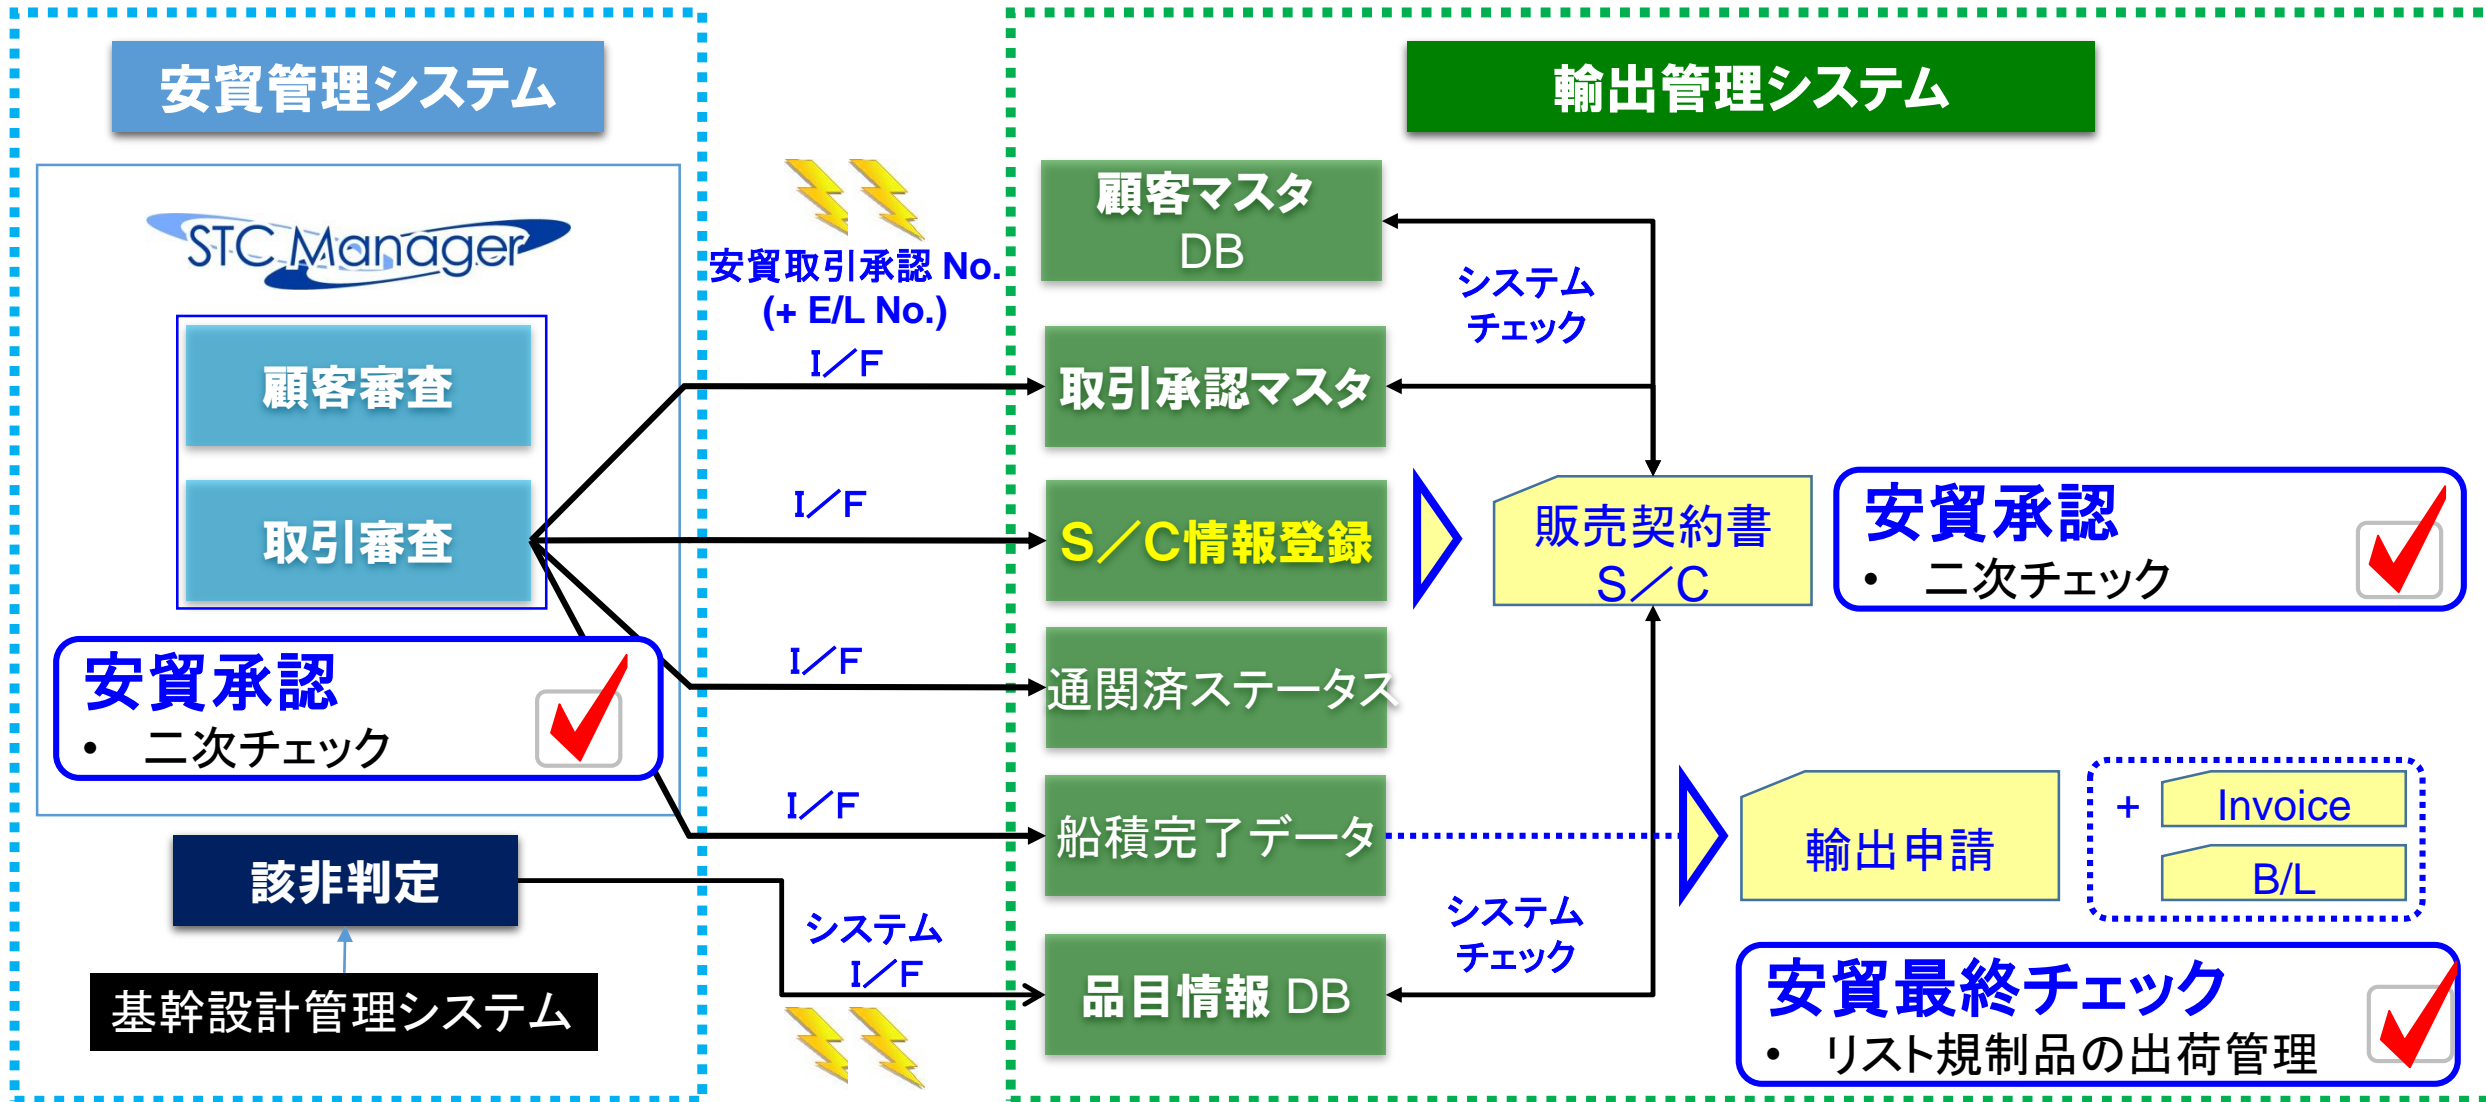 安貿管理システム
STC Manager
顧客審査
取引審査
安貿承認
• 二次チェック
該非判定
基幹設計管理システム
安貿取引承認 No.
(+ E/L No.)
I／F
I／F
I／F
I／F
システム
I／F
輸出管理システム
顧客マスタ
DB
取引承認マスタ
S／C情報登録
通関済ステータス
船積完了データ
品目情報 DB
システム
チェック
販売契約書
S／C
安貿承認
• 二次チェック
システム
チェック
輸出申請
+ Invoice
B/L
安貿最終チェック
• リスト規制品の出荷管理